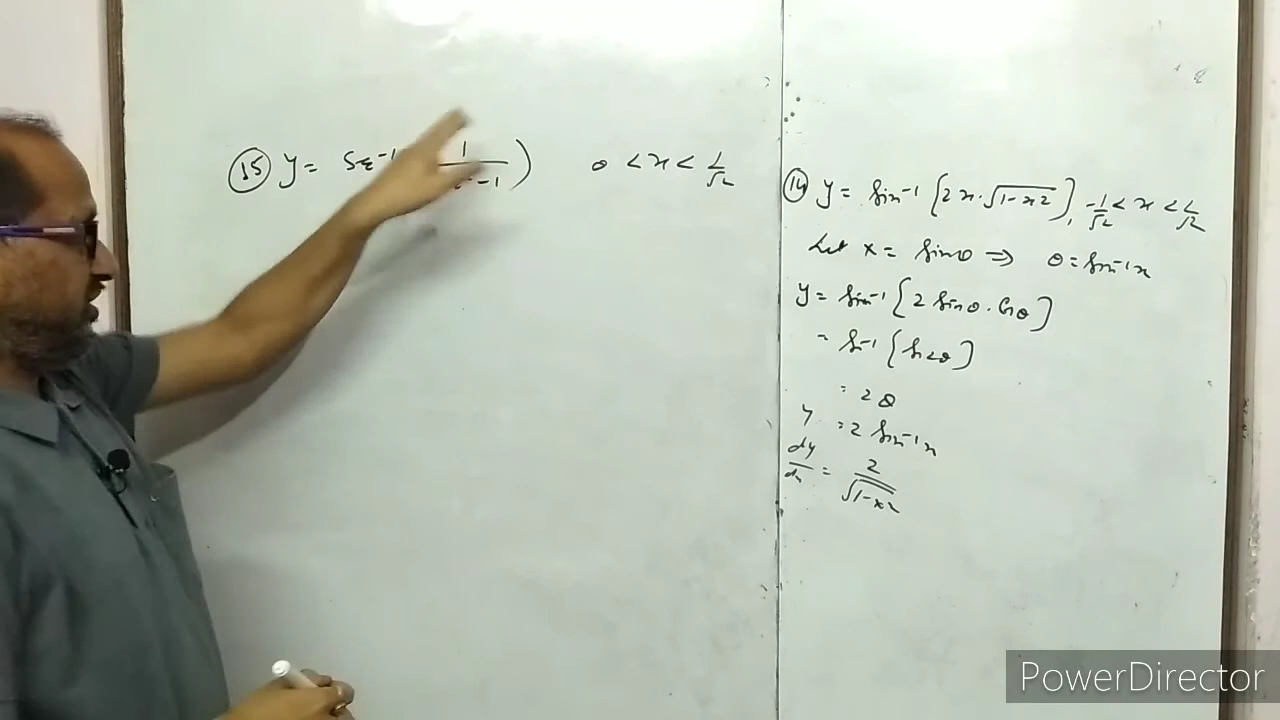 (15) y = Sec⁻¹ 1 / -1 ) 0 < x < 1/√2
(14) y = Sin⁻¹ [2x·√1-x²], -1/√2 < x < 1/√2
Let x = Sinθ ⇒ θ = Sin⁻¹x
y = Sin⁻¹ [2 Sinθ · Cosθ]
= Sin⁻¹ [Sin2θ]
= 2θ
y = 2 Sin⁻¹x
dy/dx = 2/√1-x²
PowerDirector